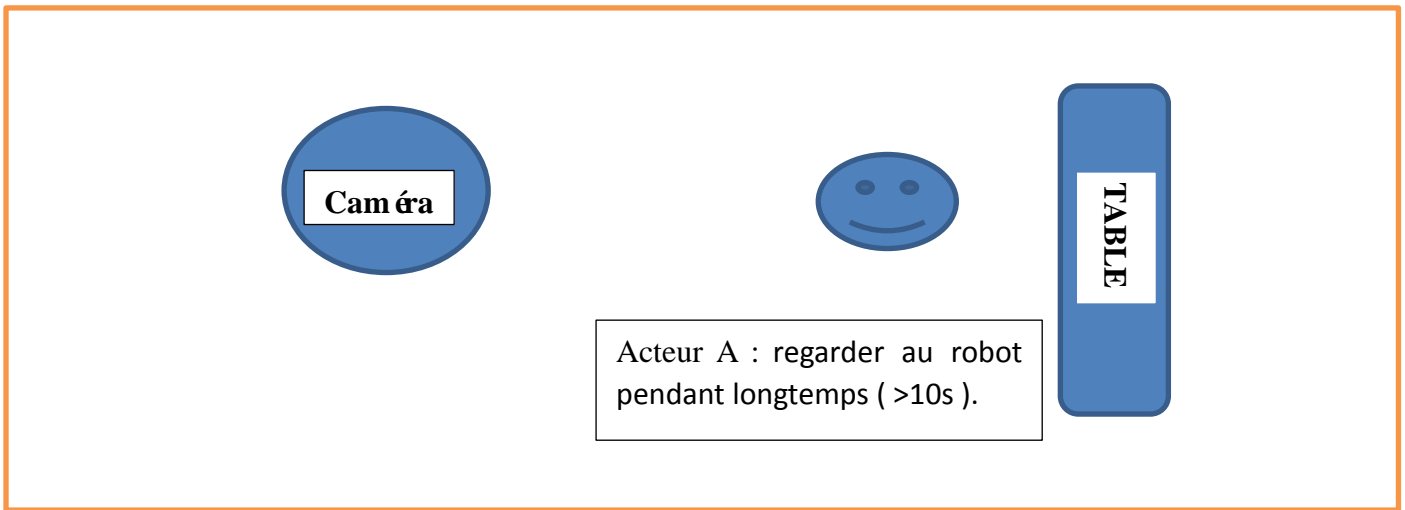 Caméra
TABLE
Acteur A : regarder au robot
pendant longtemps ( >10s ).